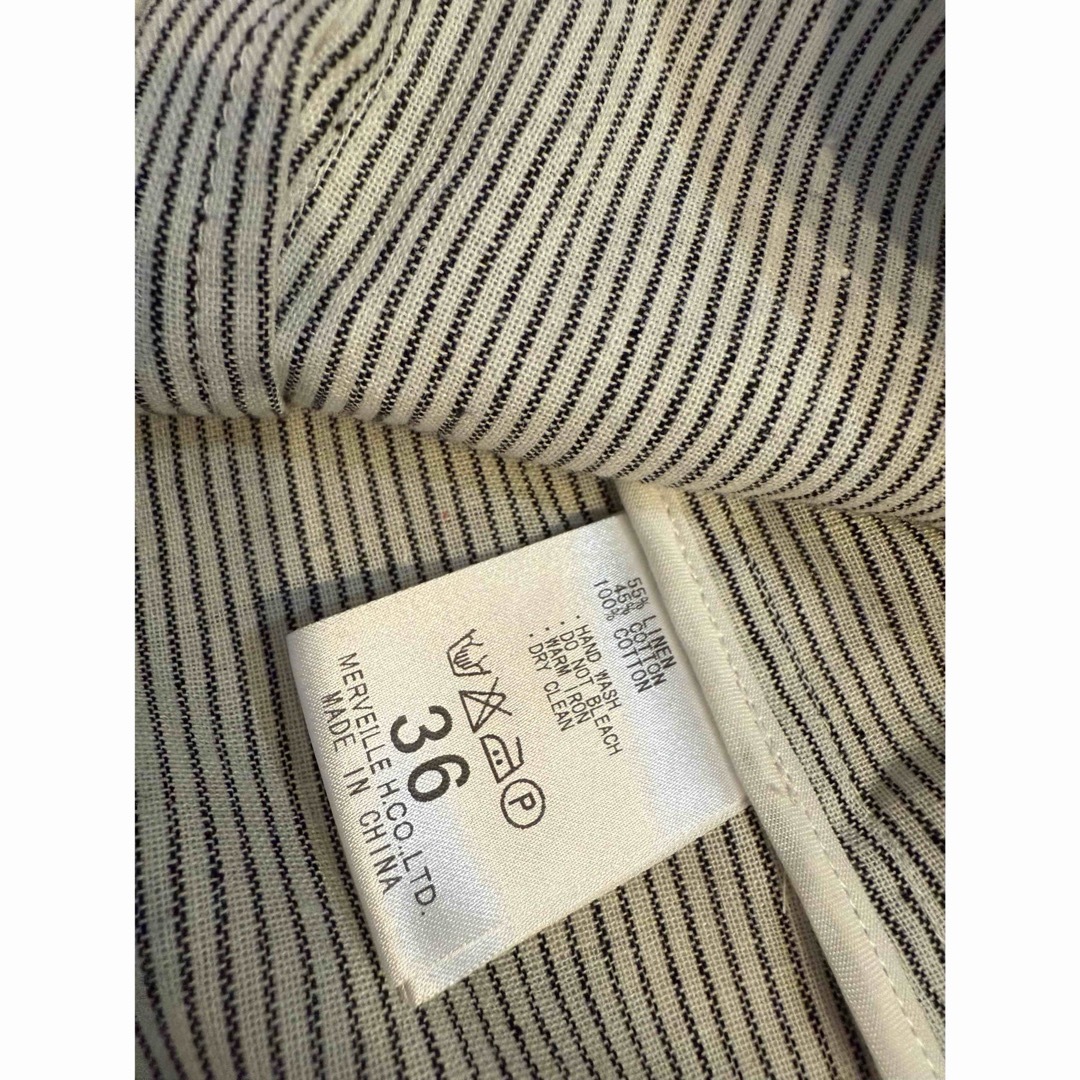 55% LINEN
45% COTTON
100% COTTON
· HAND WASH
· DO NOT BLEACH
· WARM IRON
· DRY CLEAN
P
36
MERVEILLE H.CO.,LTD.
MADE IN CHINA